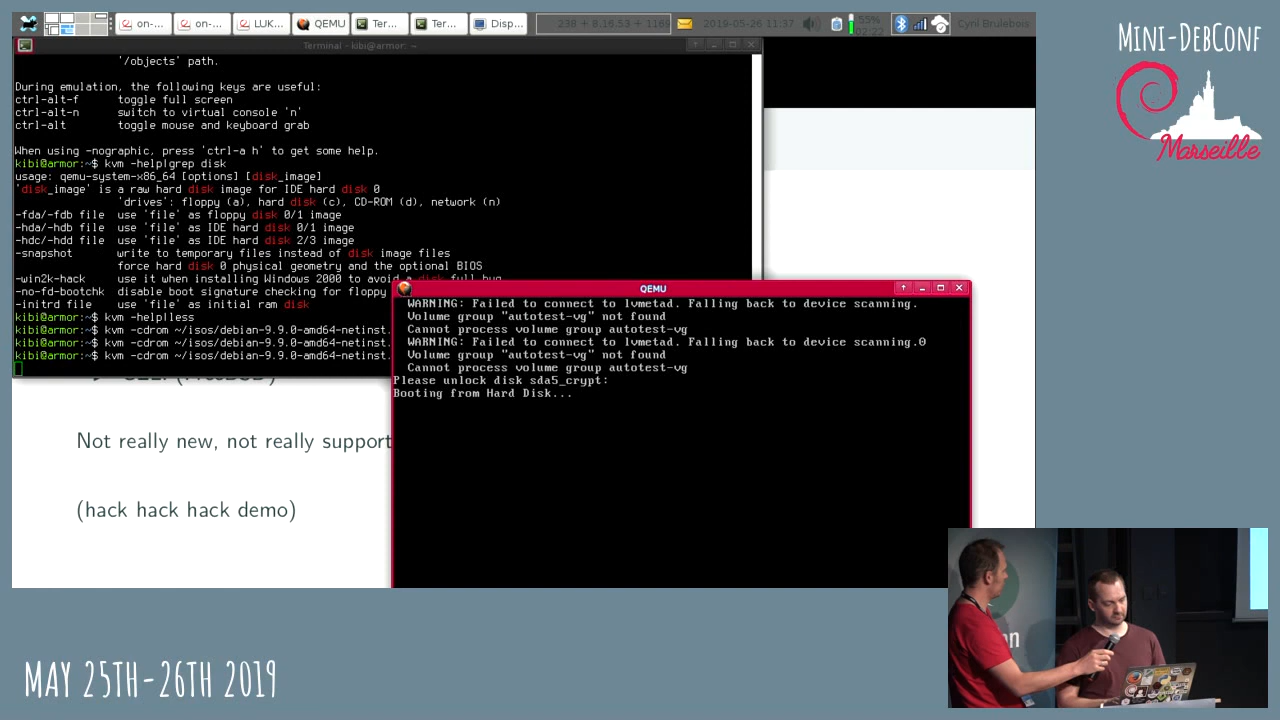 on-...
on-...
LUK...
QEMU
Ter...
Ter...
Disp...
2019-05-26 11:37
55%
02:22
Cyril Brulebois
Mini-DebConf
Marseille
Terminal - kibi@armor: ~
'/objects' path.
During emulation, the following keys are useful:
ctrl-alt-f toggle full screen
ctrl-alt-n switch to virtual console 'n'
ctrl-alt toggle mouse and keyboard grab
When using -nographic, press 'ctrl-a h' to get some help.
kibi@armor:~$ kvm -help|grep disk
usage: qemu-system-x86_64 [options] [disk_image]
'disk_image' is a raw hard disk image for IDE hard disk 0
'drives': floppy (a), hard disk (c), CD-ROM (d), network (n)
-fda/-fdb file use 'file' as floppy disk 0/1 image
-hda/-hdb file use 'file' as IDE hard disk 0/1 image
-hdc/-hdd file use 'file' as IDE hard disk 2/3 image
-snapshot write to temporary files instead of disk image files
force hard disk 0 physical geometry and the optional BIOS
-win2k-hack use it when installing Windows 2000 to avoid a disk full bug
-no-fd-bootchk disable boot signature checking for floppy
-initrd file use 'file' as initial ram disk
kibi@armor:~$ kvm -help|less
kibi@armor:~$ kvm -cdrom ~/isos/debian-9.9.0-amd64-netinst.
kibi@armor:~$ kvm -cdrom ~/isos/debian-9.9.0-amd64-netinst.
kibi@armor:~$ kvm -cdrom ~/isos/debian-9.9.0-amd64-netinst.
QEMU
WARNING: Failed to connect to lvmetad. Falling back to device scanning.
Volume group "autotest-vg" not found
Cannot process volume group autotest-vg
WARNING: Failed to connect to lvmetad. Falling back to device scanning.0
Volume group "autotest-vg" not found
Cannot process volume group autotest-vg
Please unlock disk sda5_crypt:
Booting from Hard Disk...
Not really new, not really support
(hack hack hack demo)
MAY 25TH-26TH 2019